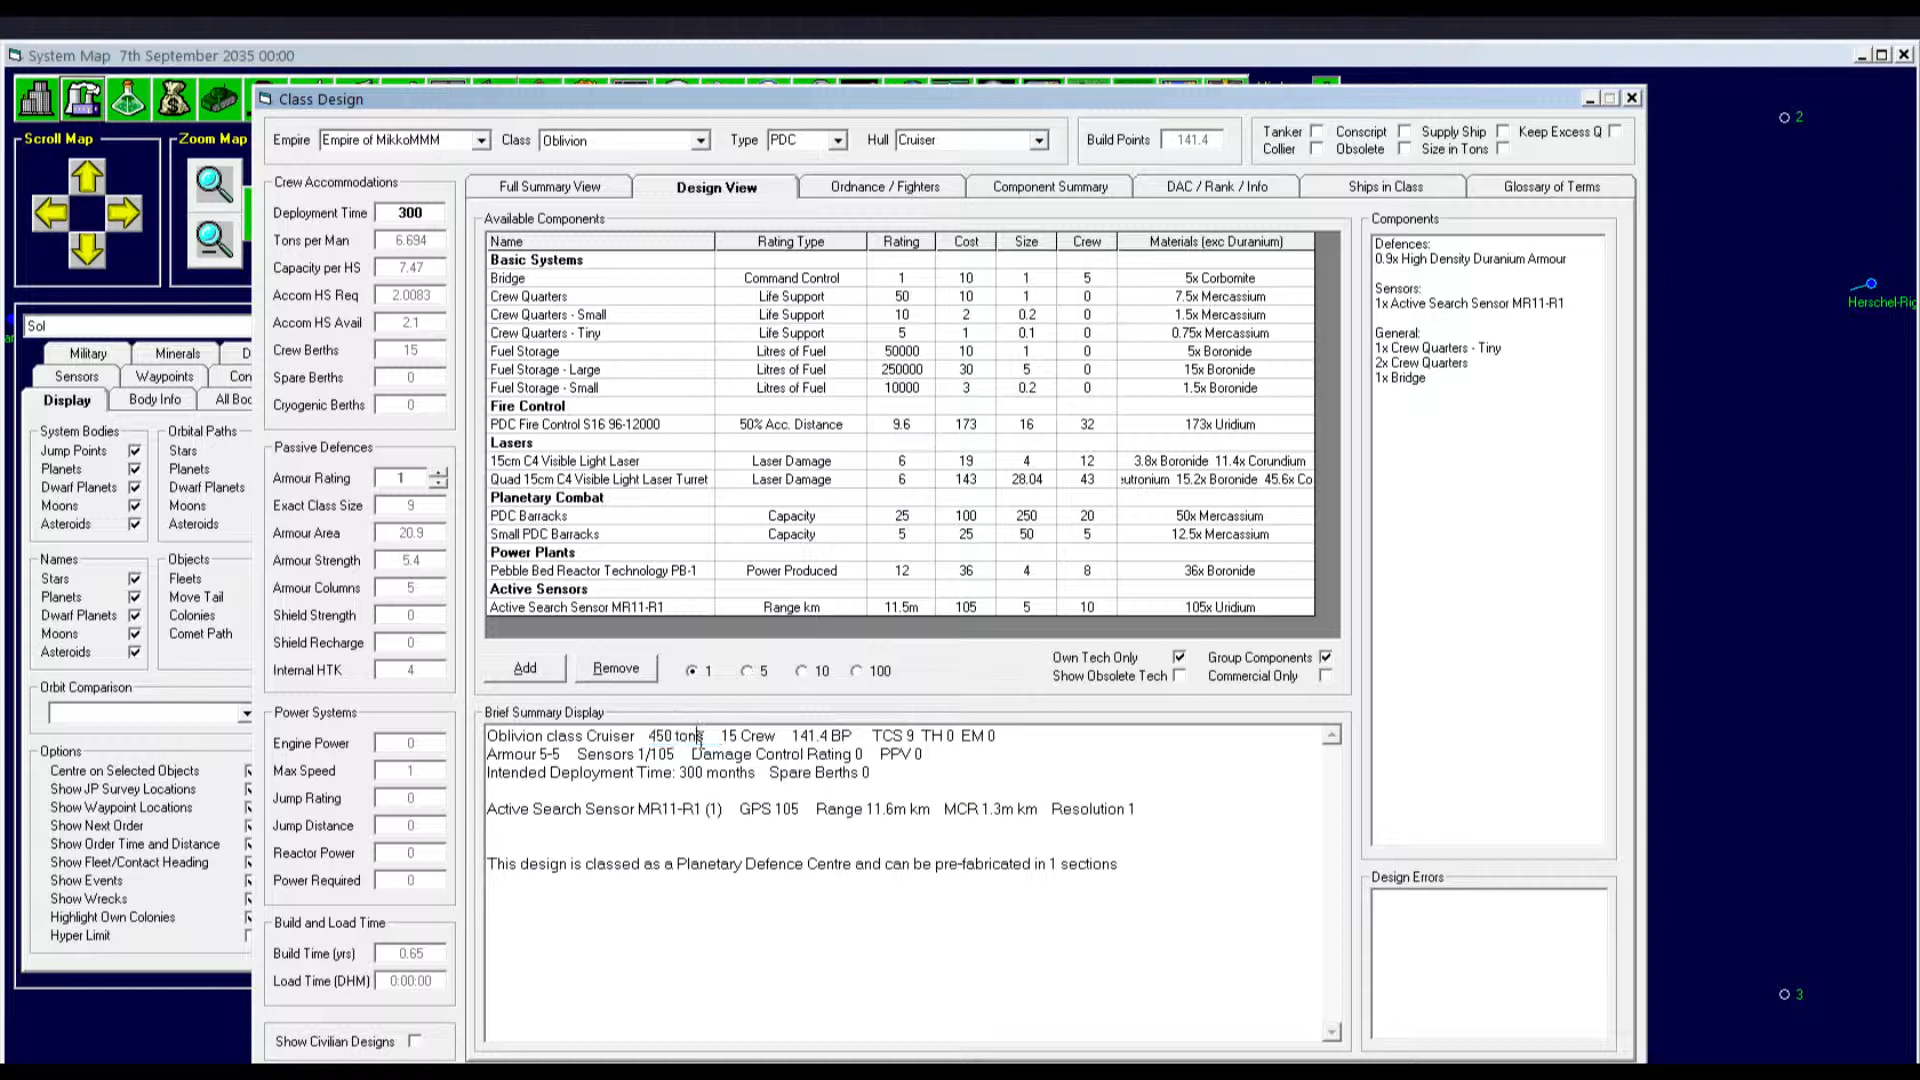 System Map 7th September 2035 00:00
Class Design
Scroll Map
Zoom Map
Empire Empire of MikkoMMM Class Oblivion Type PDC Hull Cruiser Build Points 141.4
Tanker Conscript Supply Ship Keep Excess Q
Collier Obsolete Size in Tons
Crew Accommodations
Deployment Time 300
Tons per Man 6.694
Capacity per HS 7.47
Accom HS Req 2.0083
Accom HS Avail 2.1
Crew Berths 15
Spare Berths 0
Cryogenic Berths 0
Passive Defences
Armour Rating 1
Exact Class Size 9
Armour Area 20.9
Armour Strength 5.4
Armour Columns 5
Shield Strength 0
Shield Recharge 0
Internal HTK 4
Power Systems
Engine Power 0
Max Speed 1
Jump Rating 0
Jump Distance 0
Reactor Power 0
Power Required 0
Build and Load Time
Build Time (yrs) 0.65
Load Time (DHM) 0:00:00
Show Civilian Designs
Full Summary View Design View Ordnance / Fighters Component Summary DAC / Rank / Info Ships in Class Glossary of Terms
Available Components
Name Rating Type Rating Cost Size Crew Materials (exc Duranium)
Basic Systems
Bridge Command Control 1 10 1 5 5x Corbomite
Crew Quarters Life Support 50 10 1 0 7.5x Mercassium
Crew Quarters - Small Life Support 10 2 0.2 0 1.5x Mercassium
Crew Quarters - Tiny Life Support 5 1 0.1 0 0.75x Mercassium
Fuel Storage Litres of Fuel 50000 10 1 0 5x Boronide
Fuel Storage - Large Litres of Fuel 250000 30 5 0 15x Boronide
Fuel Storage - Small Litres of Fuel 10000 3 0.2 0 1.5x Boronide
Fire Control
PDC Fire Control S16 96-12000 50% Acc. Distance 9.6 173 16 32 173x Uridium
Lasers
15cm C4 Visible Light Laser Laser Damage 6 19 4 12 3.8x Boronide 11.4x Corundium
Quad 15cm C4 Visible Light Laser Turret Laser Damage 6 143 28.04 43 utronium 15.2x Boronide 45.6x Co
Planetary Combat
PDC Barracks Capacity 25 100 250 20 50x Mercassium
Small PDC Barracks Capacity 5 25 50 5 12.5x Mercassium
Power Plants
Pebble Bed Reactor Technology PB-1 Power Produced 12 36 4 8 36x Boronide
Active Sensors
Active Search Sensor MR11-R1 Range km 11.5m 105 5 10 105x Uridium
Add Remove 1 5 10 100
Own Tech Only Group Components
Show Obsolete Tech Commercial Only
Brief Summary Display
Oblivion class Cruiser 450 tons 15 Crew 141.4 BP TCS 9 TH 0 EM 0
Armour 5-5 Sensors 1/105 Damage Control Rating 0 PPV 0
Intended Deployment Time: 300 months Spare Berths 0
Active Search Sensor MR11-R1 (1) GPS 105 Range 11.6m km MCR 1.3m km Resolution 1
This design is classed as a Planetary Defence Centre and can be pre-fabricated in 1 sections
Components
Defences:
0.9x High Density Duranium Armour
Sensors:
1x Active Search Sensor MR11-R1
General:
1x Crew Quarters - Tiny
2x Crew Quarters
1x Bridge
Design Errors
Sol
Military Minerals D
Sensors Waypoints Con
Display Body Info All Boc
System Bodies
Jump Points
Planets
Dwarf Planets
Moons
Asteroids
Orbital Paths
Stars
Planets
Dwarf Planets
Moons
Asteroids
Names
Stars
Planets
Dwarf Planets
Moons
Asteroids
Objects
Fleets
Move Tail
Colonies
Comet Path
Orbit Comparison
Options
Centre on Selected Objects
Show JP Survey Locations
Show Waypoint Locations
Show Next Order
Show Order Time and Distance
Show Fleet/Contact Heading
Show Events
Show Wrecks
Highlight Own Colonies
Hyper Limit
2
Herschel-Rig
3